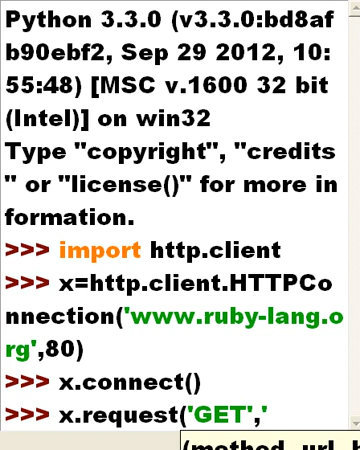 Python 3.3.0 (v3.3.0:bd8af
b90ebf2, Sep 29 2012, 10:
55:48) [MSC v.1600 32 bit
(Intel)] on win32
Type "copyright", "credits
" or "license()" for more in
formation.
>>> import http.client
>>> x=http.client.HTTPCo
nnection('www.ruby-lang.o
rg',80)
>>> x.connect()
>>> x.request('GET','
(method, url, b